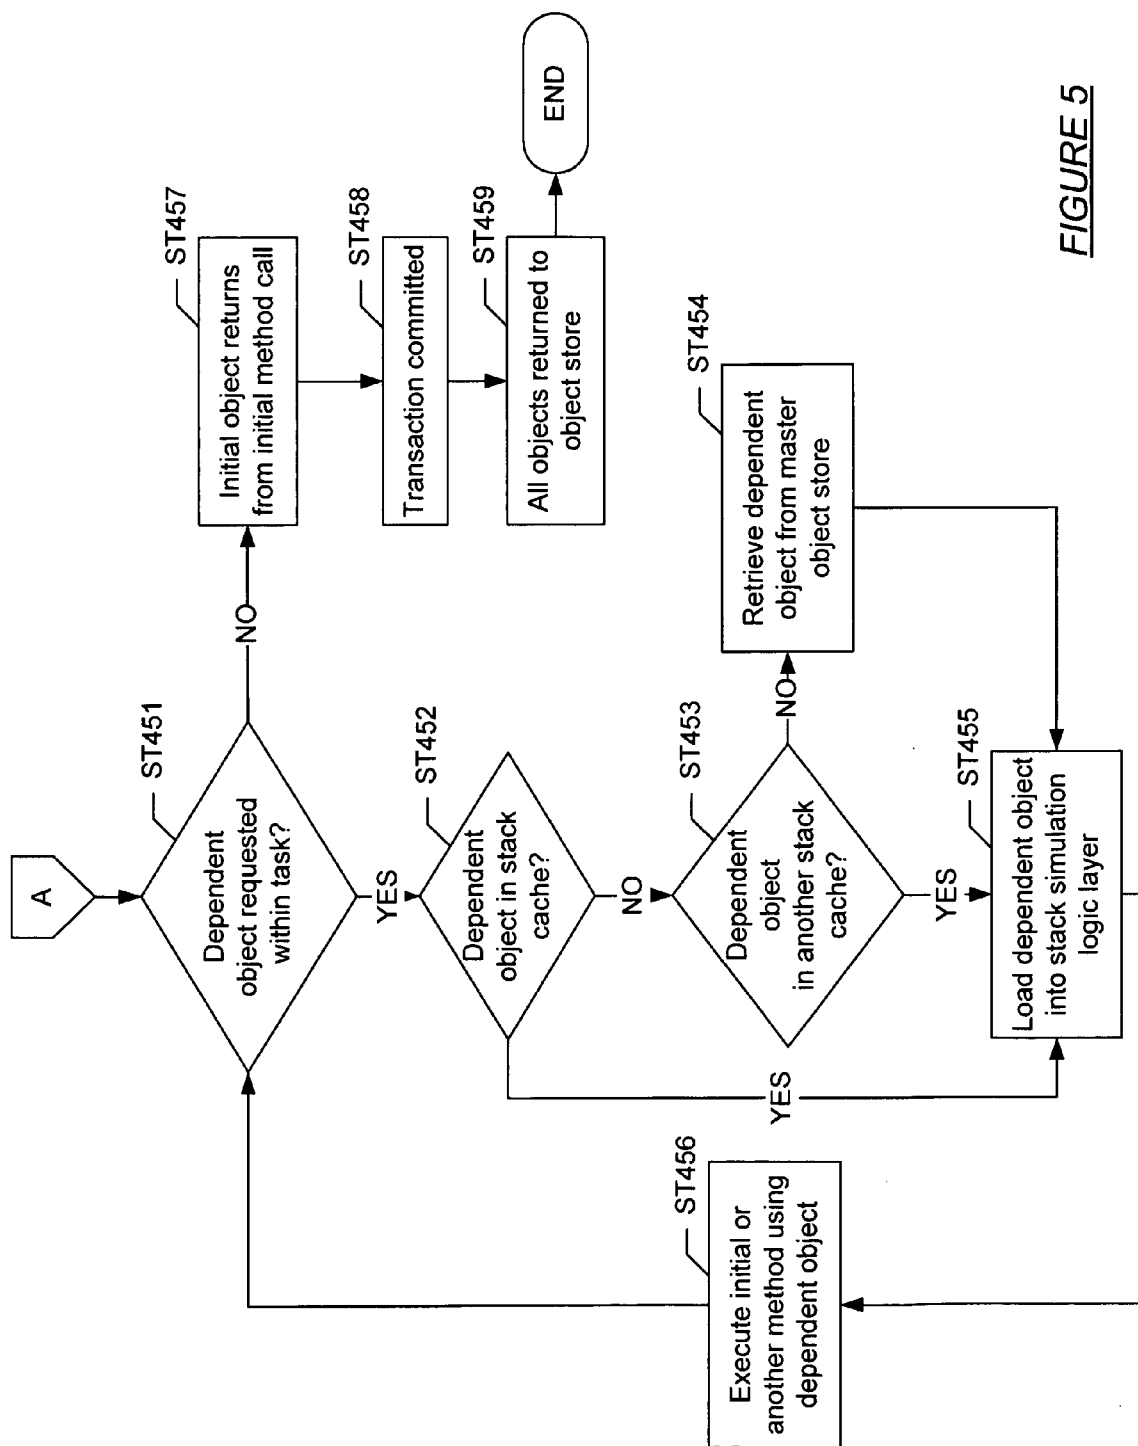 A
ST451
Dependent
object requested
within task?
NO
YES
ST457
Initial object returns
from initial method call
ST458
Transaction committed
ST459
All objects returned to
object store
END
ST452
Dependent
object in stack
cache?
NO
YES
ST453
Dependent
object
in another stack
cache?
NO
YES
ST454
Retrieve dependent
object from master
object store
ST455
Load dependent object
into stack simulation
logic layer
ST456
Execute initial or
another method using
dependent object
FIGURE 5